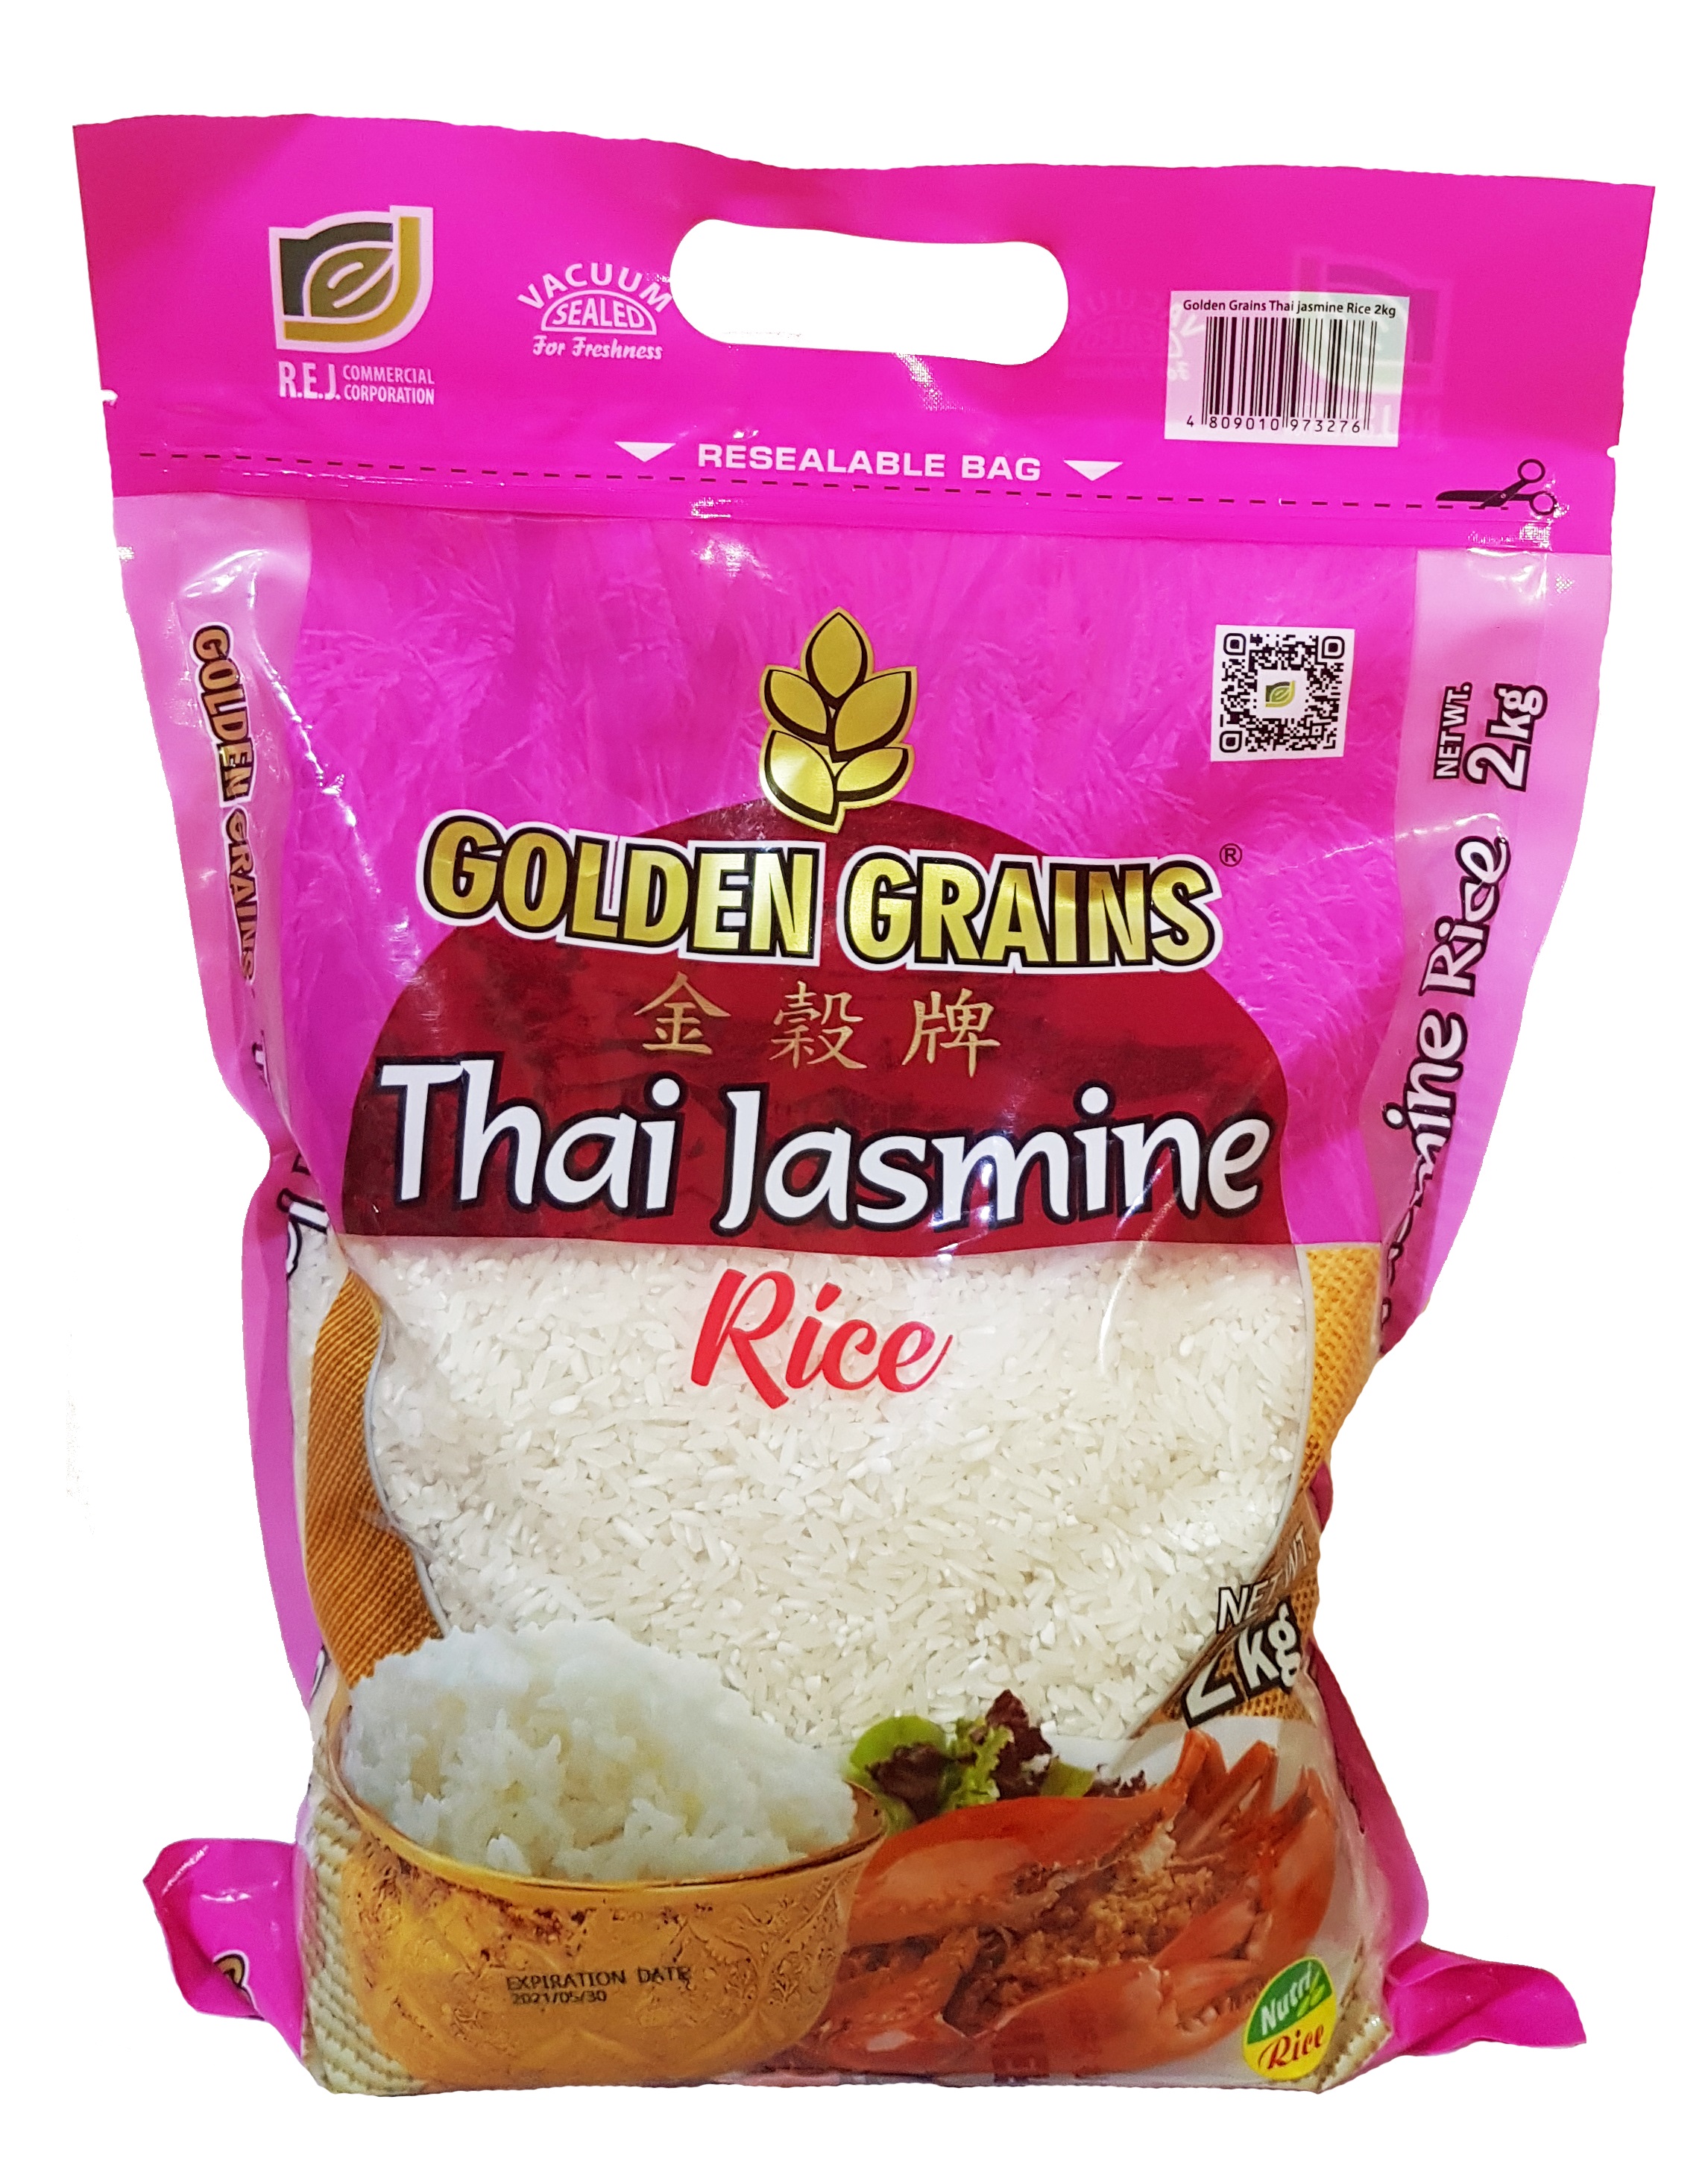 R.E.J. COMMERCIAL
CORPORATION
VACUUM
SEALED
For Freshness
Golden Grains Thai jasmine Rice 2kg
4 809010 973276
RESEALABLE BAG
GOLDEN GRAINS
NET WT.
2kg
Jasmine Rice
GOLDEN GRAINS®
金穀牌
Thai Jasmine
Rice
NET WT.
2kg
EXPIRATION DATE
2021/05/30
Nutri
Rice